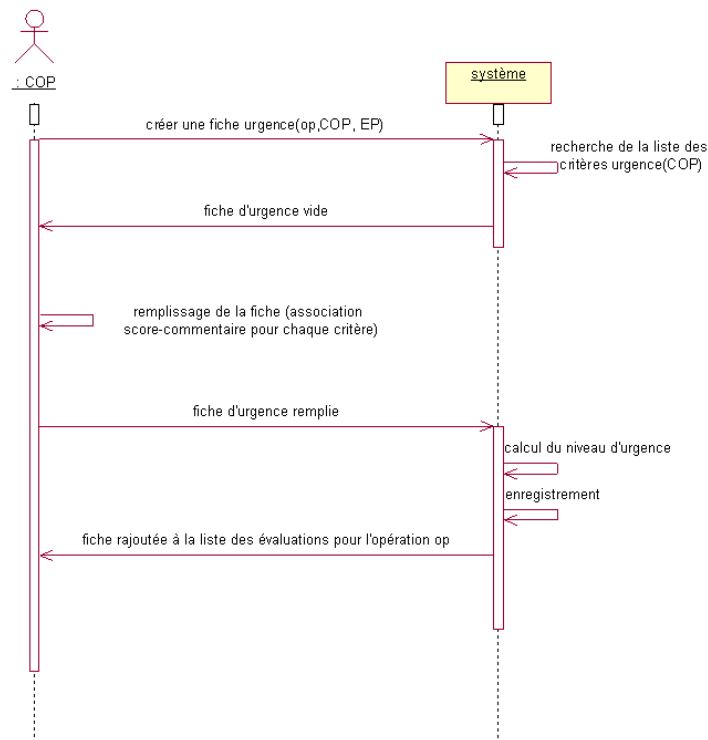 : COP
système
créer une fiche urgence(op,COP, EP)
recherche de la liste des
critères urgence(COP)
fiche d'urgence vide
remplissage de la fiche (association
score-commentaire pour chaque critère)
fiche d'urgence remplie
calcul du niveau d'urgence
enregistrement
fiche rajoutée à la liste des évaluations pour l'opération op